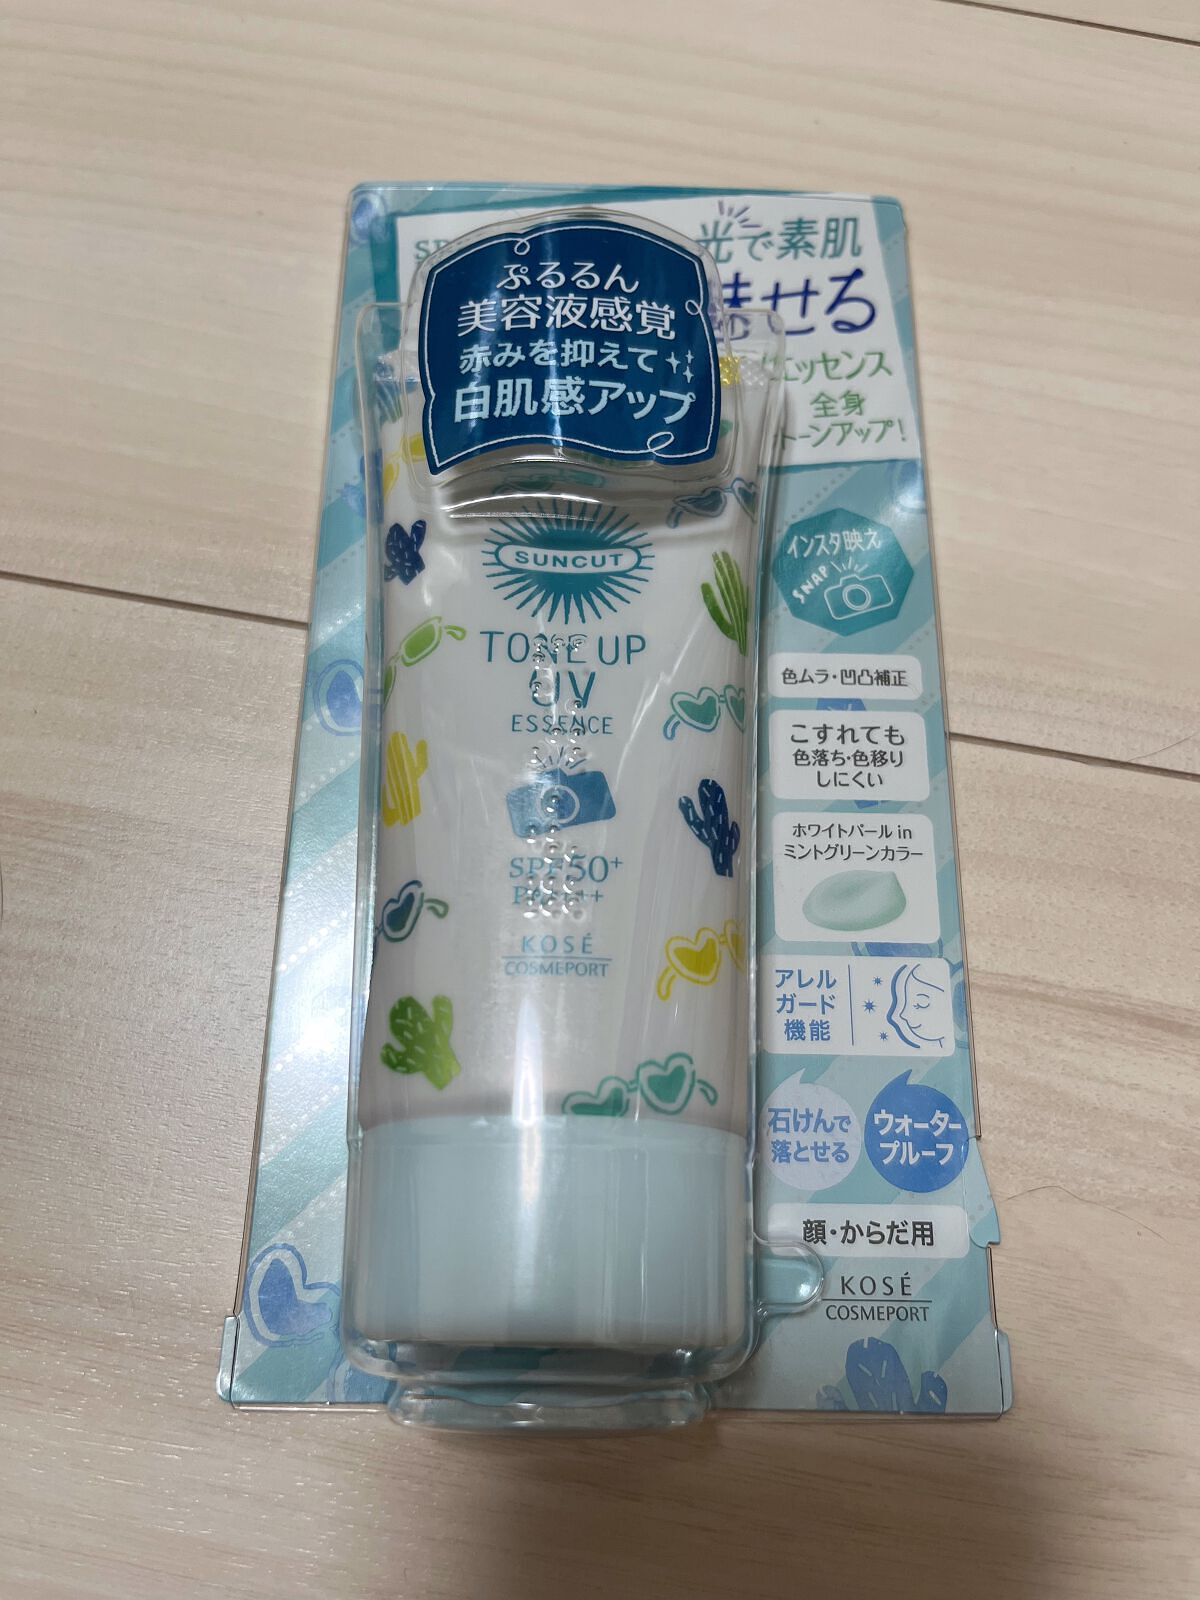 ぷるるん
美容液感覚
赤みを抑えて
白肌感アップ
光で素肌
魅せる
エッセンス
全身
トーンアップ!
SUNCUT
TONE UP
UV
ESSENCE
SPF50+
PA++++
KOSÉ
COSMEPORT
インスタ映え
SNAP
色ムラ・凹凸補正
こすれても
色落ち・色移り
しにくい
ホワイトパール in
ミントグリーンカラー
アレル
ガード
機能
石けんで
落とせる
ウォーター
プルーフ
顔・からだ用
KOSÉ
COSMEPORT